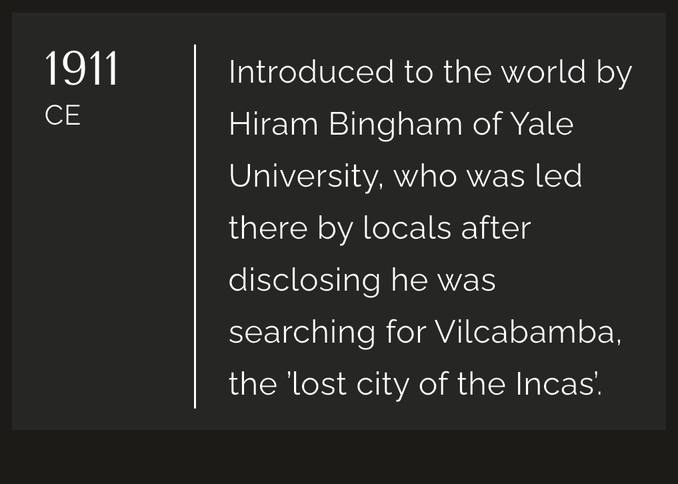 1911
CE
Introduced to the world by
Hiram Bingham of Yale
University, who was led
there by locals after
disclosing he was
searching for Vilcabamba,
the ’lost city of the Incas’.